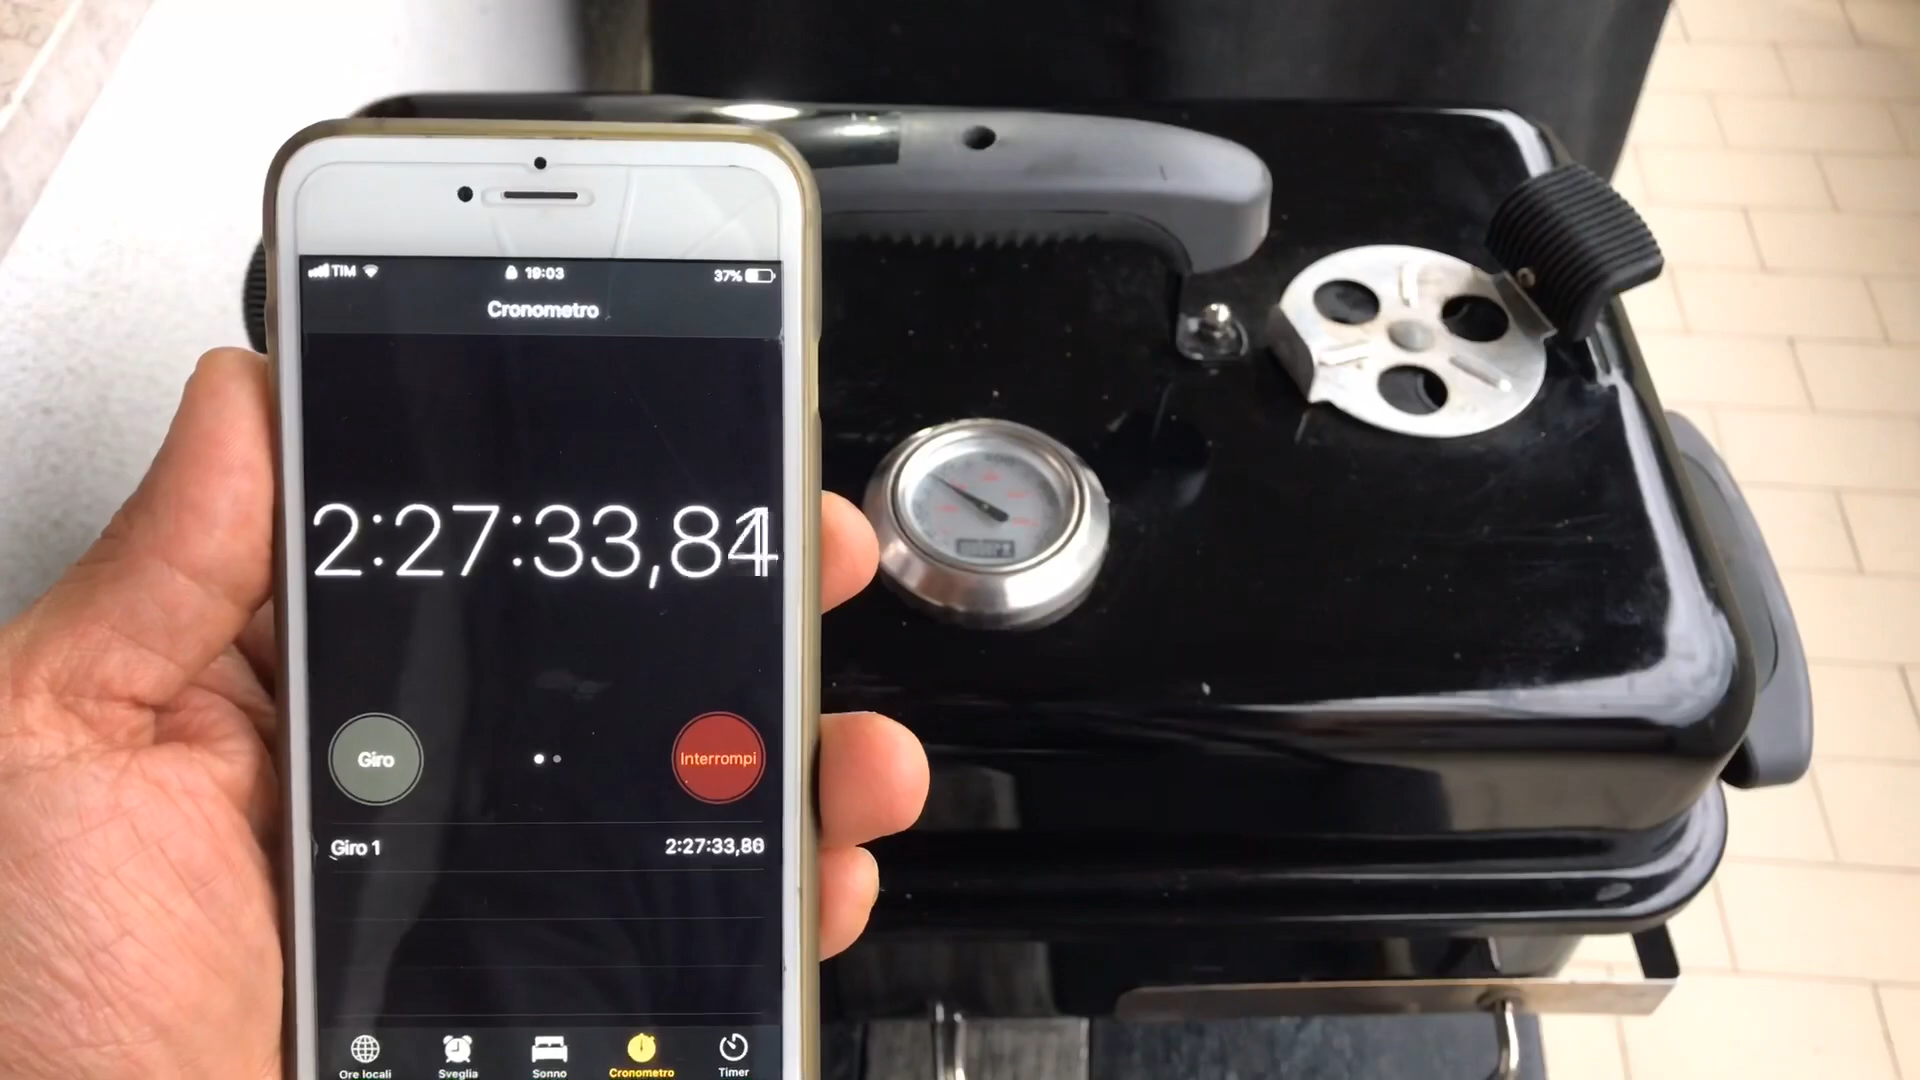 TIM 19:03 37%
Cronometro
2:27:33,84
Giro Interrompi
Giro 1 2:27:33,86
Ore locali Sveglia Sonno Cronometro Timer